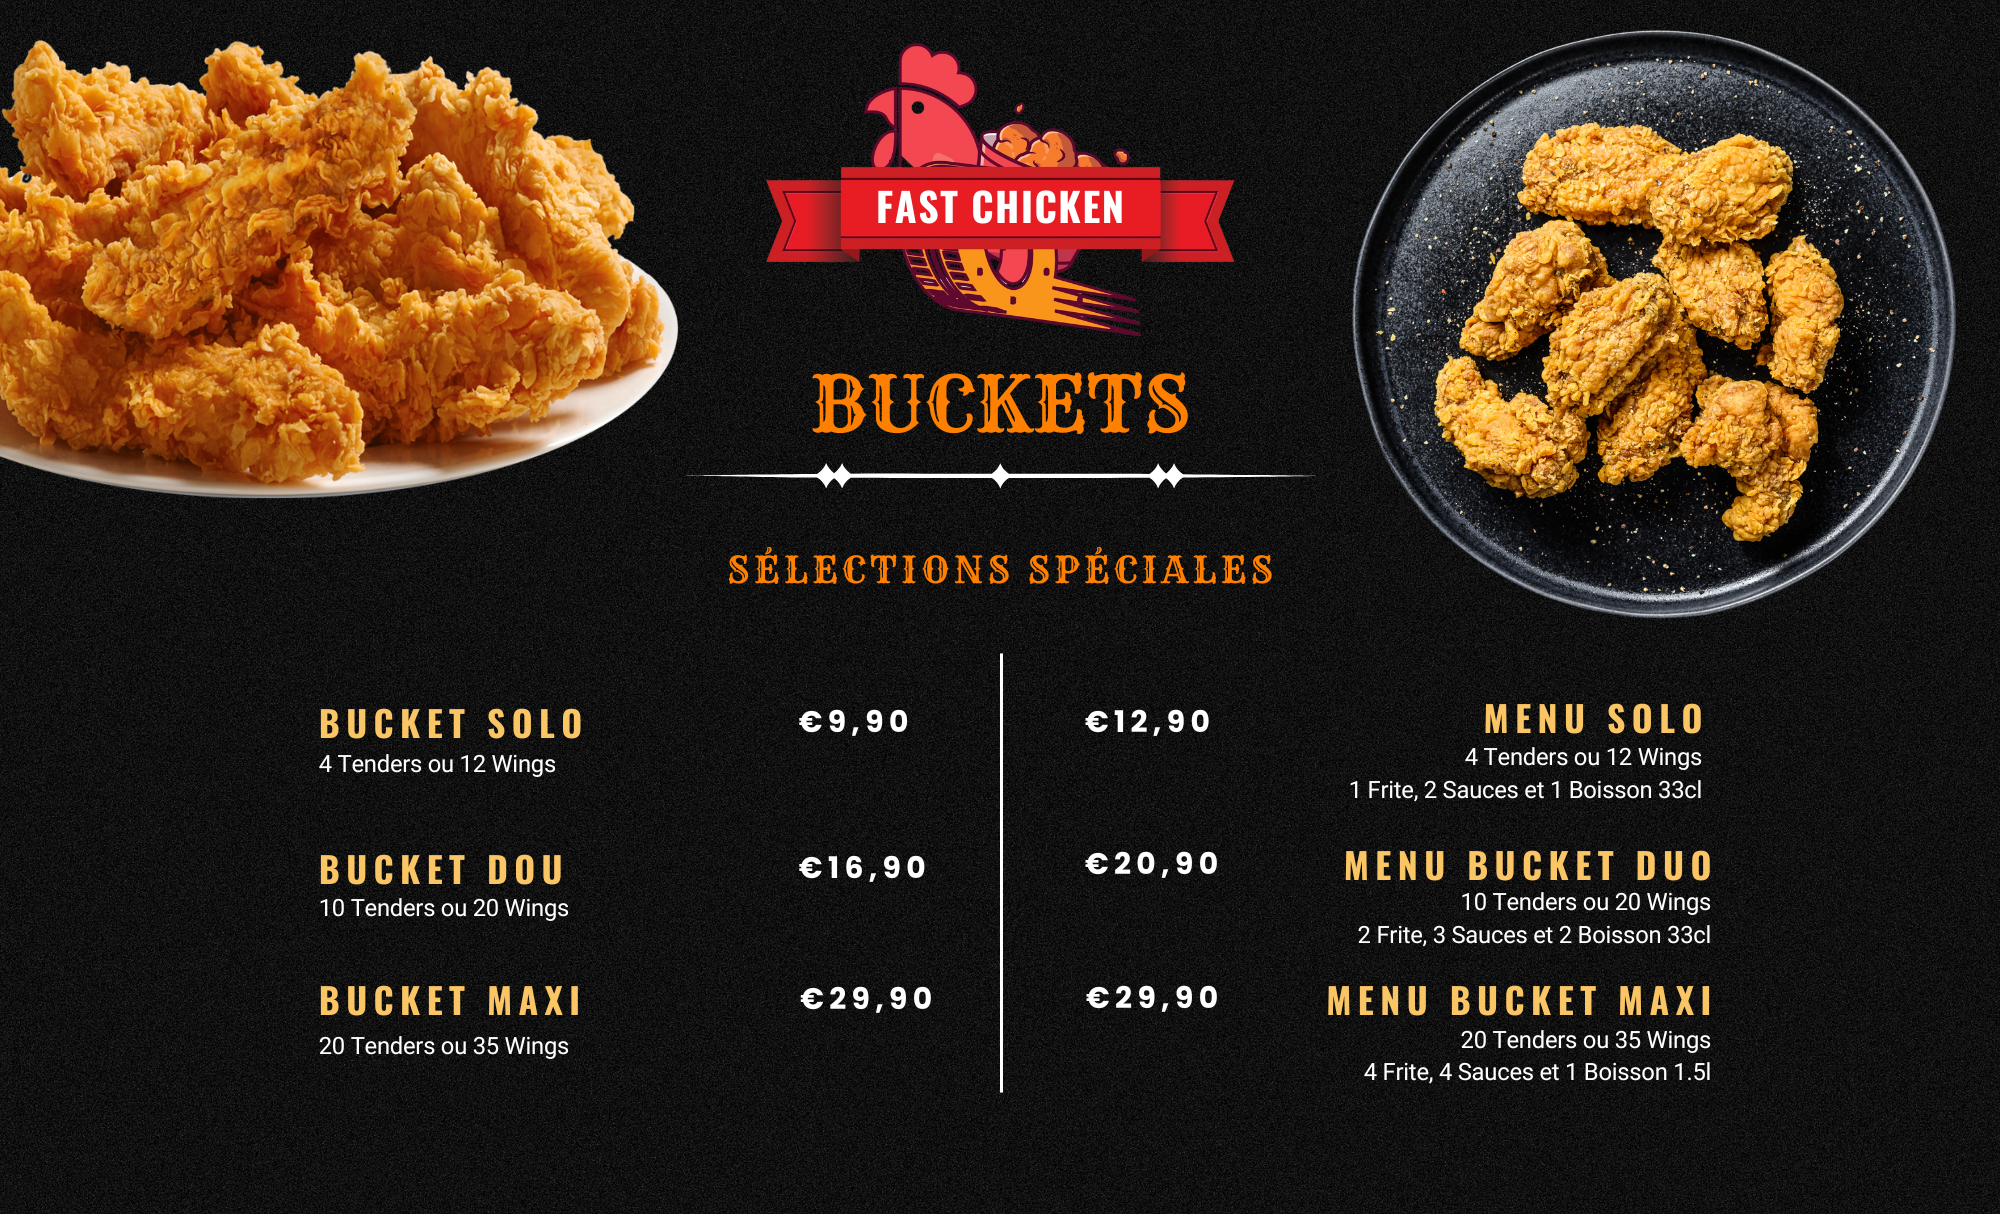 FAST CHICKEN
BUCKETS
SÉLECTIONS SPÉCIALES
BUCKET SOLO
€9,90
4 Tenders ou 12 Wings
BUCKET DOU
€16,90
10 Tenders ou 20 Wings
BUCKET MAXI
€29,90
20 Tenders ou 35 Wings
€12,90
MENU SOLO
4 Tenders ou 12 Wings
1 Frite, 2 Sauces et 1 Boisson 33cl
€20,90
MENU BUCKET DUO
10 Tenders ou 20 Wings
2 Frite, 3 Sauces et 2 Boisson 33cl
€29,90
MENU BUCKET MAXI
20 Tenders ou 35 Wings
4 Frite, 4 Sauces et 1 Boisson 1.5l